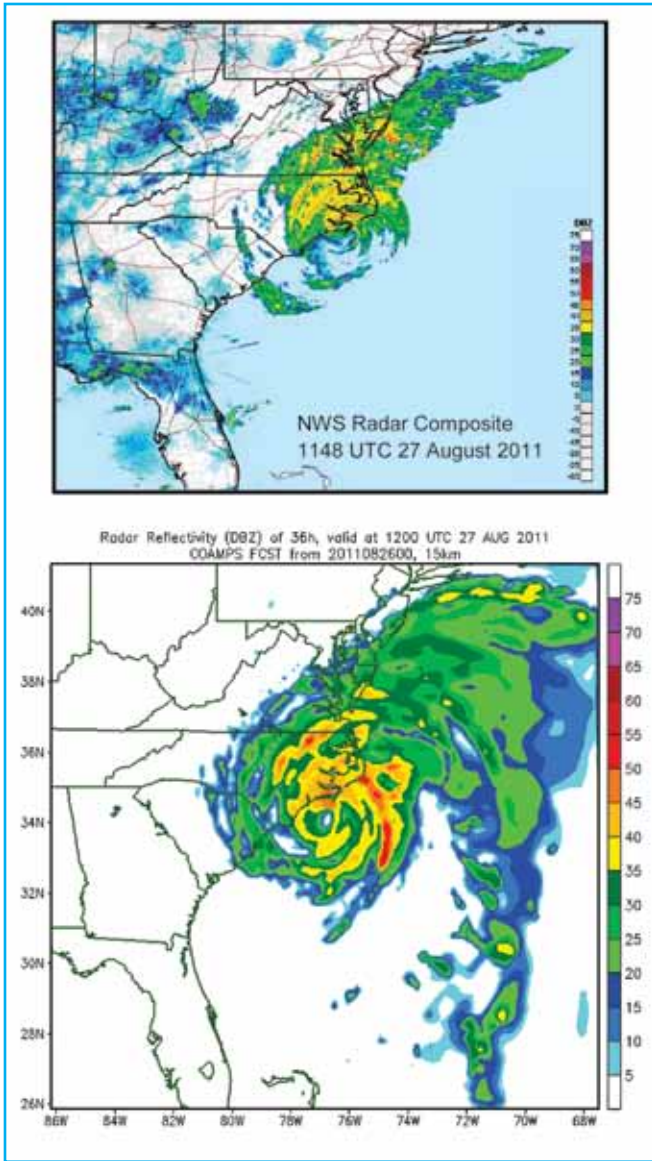 DBZ
75
70
NWS Radar Composite
1148 UTC 27 August 2011
Radar Reflectivity (DBZ) of 36h, valid at 1200 UTC 27 AUG 2011
COAMPS FCST from 2011082600, 15km
40N
38N
36N
34N
32N
30N
28N
26N
75
70
65
60
55
50
45
40
35
30
25
20
15
10
5
86W 84W 82W 80W 78W 76W 74W 72W 70W 68W